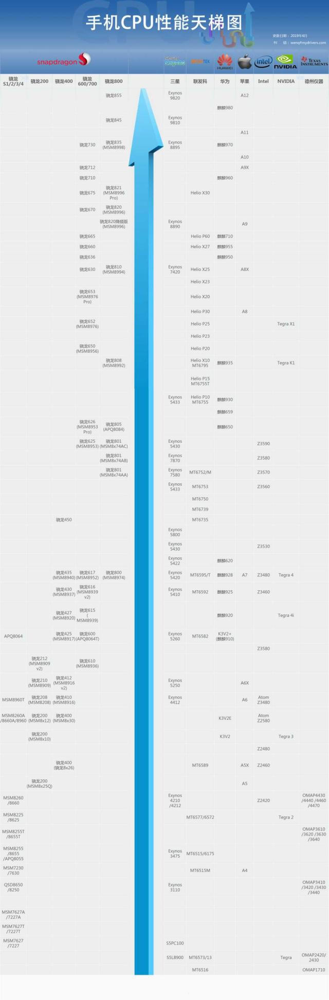 手机CPU性能天梯图
更新日期： 2019年4月
snapdragon
HUAWEI
intel
NVIDIA
TEXAS
INSTRUMENTS
骁龙 S1/2/3/4 骁龙200 骁龙400 骁龙 600/700 骁龙800 三星 联发科 华为 苹果 Intel NVIDIA 德州仪器
骁龙855 Exynos 9820 A12
麒麟980
骁龙845 Exynos 9810
A11
骁龙730 骁龙835 (MSM8998) Exynos 8895 麒麟970
A10
骁龙712 A9X
骁龙710 麒麟960
骁龙675 骁龙821 (MSM8996 Pro) Helio X30
骁龙670 骁龙820 (MSM8996)
骁龙820降频版 (MSM8996) Exynos 8890 A9
骁龙665 Helio P60 麒麟710
骁龙660 Helio X27 麒麟955
骁龙636 麒麟950
骁龙630 骁龙810 (MSM8994) Exynos 7420 Helio X25 A8X
Helio X23
骁龙653 (MSM8976 Pro) Helio X20
Helio P30 A8
骁龙652 (MSM8976) Helio P25 Tegra X1
Helio P23
骁龙650 (MSM8956) Helio P20
骁龙808 (MSM8992) Helio X10 MT6795 麒麟935 Tegra K1
Helio P15 MT6755T
Exynos 5433 Helio P10 MT6755 麒麟930
麒麟659
骁龙626 (MSM8953 Pro) 骁龙805 (APQ8084) 麒麟650
骁龙625 (MSM8953) 骁龙801 (MSM8x74AC) Exynos 5430 Z3590
骁龙801 (MSM8x74AB) Exynos 7870 Z3580
骁龙801 (MSM8x74AA) Exynos 7580 MT6752/M Z3570
Exynos 5433 MT6753 Z3560
MT6750
MT6739
骁龙450 MT6735
Exynos 5800
Exynos 5430 Z3530
Exynos 5422 麒麟620
骁龙435 (MSM8940) 骁龙617 (MSM8952) 骁龙800 (MSM8974) Exynos 5420 MT6595/T 麒麟928 A7 Z3480 Tegra 4
骁龙430 (MSM8937) 骁龙616 (MSM8939 v2) Exynos 5410 MT6592 麒麟925 Z3460
骁龙427 (MSM8920) 骁龙615 ( MSM8939) 麒麟920 Tegra 4i
APQ8064 骁龙425 (MSM8917) 骁龙600 (APQ8064T) Exynos 5260 MT6582 K3V2+ (麒麟910)
Z3580
骁龙212 (MSM8909 v2) 骁龙610 (MSM8936)
骁龙210 (MSM8909) 骁龙412 (MSM8916 v2) Exynos 5250 A6X
MSM8960T 骁龙208 (MSM8208) 骁龙410 (MSM8916) Exynos 4412 A6 Atom Z3480
MSM8260A /8660A/8960 骁龙200 (MSM8x12) 骁龙400 (MSM8x30) K3V2E Atom Z2580
骁龙200 (MSM8x10) K3V2 Tegra 3
Z2480
骁龙400 (骁龙8x26) MT6589 A5X Z2460
骁龙200 (MSM8x25Q) A5
MSM8260 /8660 Exynos 4210 /4212 Z2420 OMAP4430 /4440 /4460 /4470
MSM8225 /8625 MT6577/6572 Tegra 2
MSM8255T /8655T OMAP3610 /3620 /3630 /3640
MSM8255 /8655 /APQ8055 Exynos 3475 MT6515/6175
MSM7230 /7630 MT6515M A4
QSD8650 /8250 Exynos 3110 OMAP3410 /3420 /3430 /3440
MSM7627A /7227A
MSM7627T /7227T
MSM7627 /7227 S5PC100
S5L8900 MT6573/13 Tegra OMAP2420/ 2430
MT6516 OMAP1710